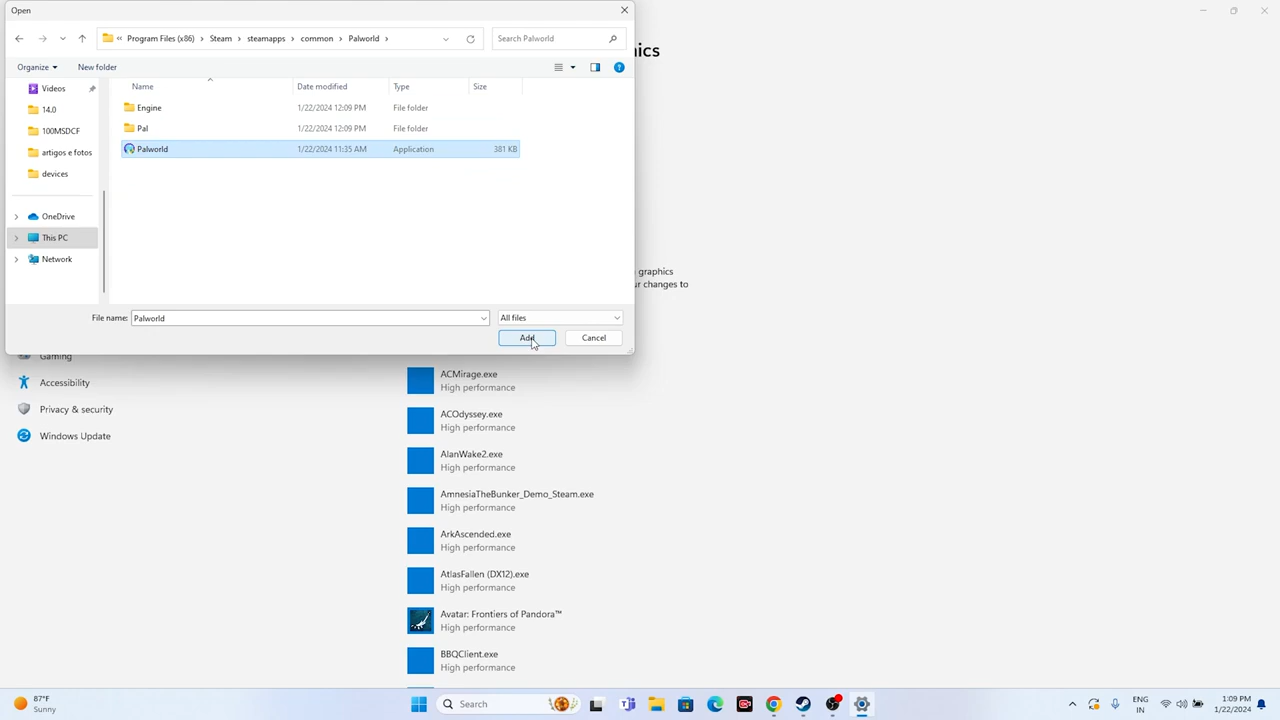 Open
Program Files (x86) Steam steamapps common Palworld
Search Palworld
ics
Organize
New folder
Name Date modified Type Size
Videos
14.0
100MSDCF
artigos e fotos
devices
OneDrive
This PC
Network
Engine 1/22/2024 12:09 PM File folder
Pal 1/22/2024 12:09 PM File folder
Palworld 1/22/2024 11:35 AM Application 381 KB
graphics
ur changes to
File name: Palworld
All files
Add
Cancel
Gaming
Accessibility
Privacy & security
Windows Update
ACMirage.exe
High performance
ACOdyssey.exe
High performance
AlanWake2.exe
High performance
AmnesiaTheBunker_Demo_Steam.exe
High performance
ArkAscended.exe
High performance
AtlasFallen (DX12).exe
High performance
Avatar: Frontiers of Pandora™
High performance
BBQClient.exe
High performance
87°F
Sunny
Search
ENG
IN
1:09 PM
1/22/2024